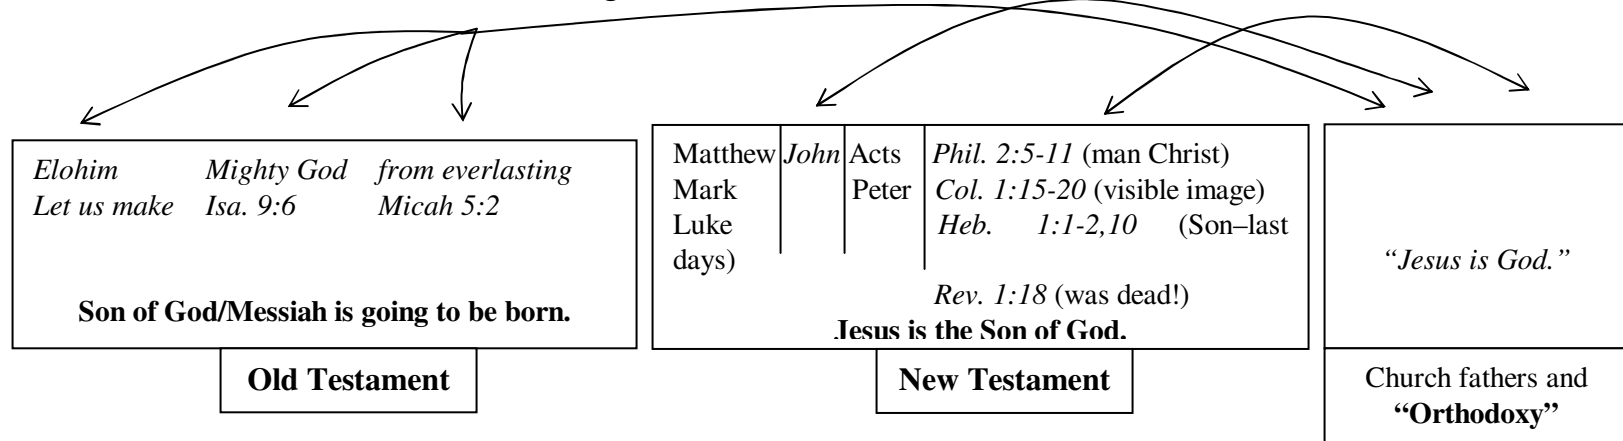 Elohim Mighty God from everlasting
Let us make Isa. 9:6 Micah 5:2
Son of God/Messiah is going to be born.
Old Testament
Matthew John Acts Phil. 2:5-11 (man Christ)
Mark Peter Col. 1:15-20 (visible image)
Luke Heb. 1:1-2,10 (Son–last
days)
Rev. 1:18 (was dead!)
Jesus is the Son of God.
New Testament
“Jesus is God.”
Church fathers and
“Orthodoxy”